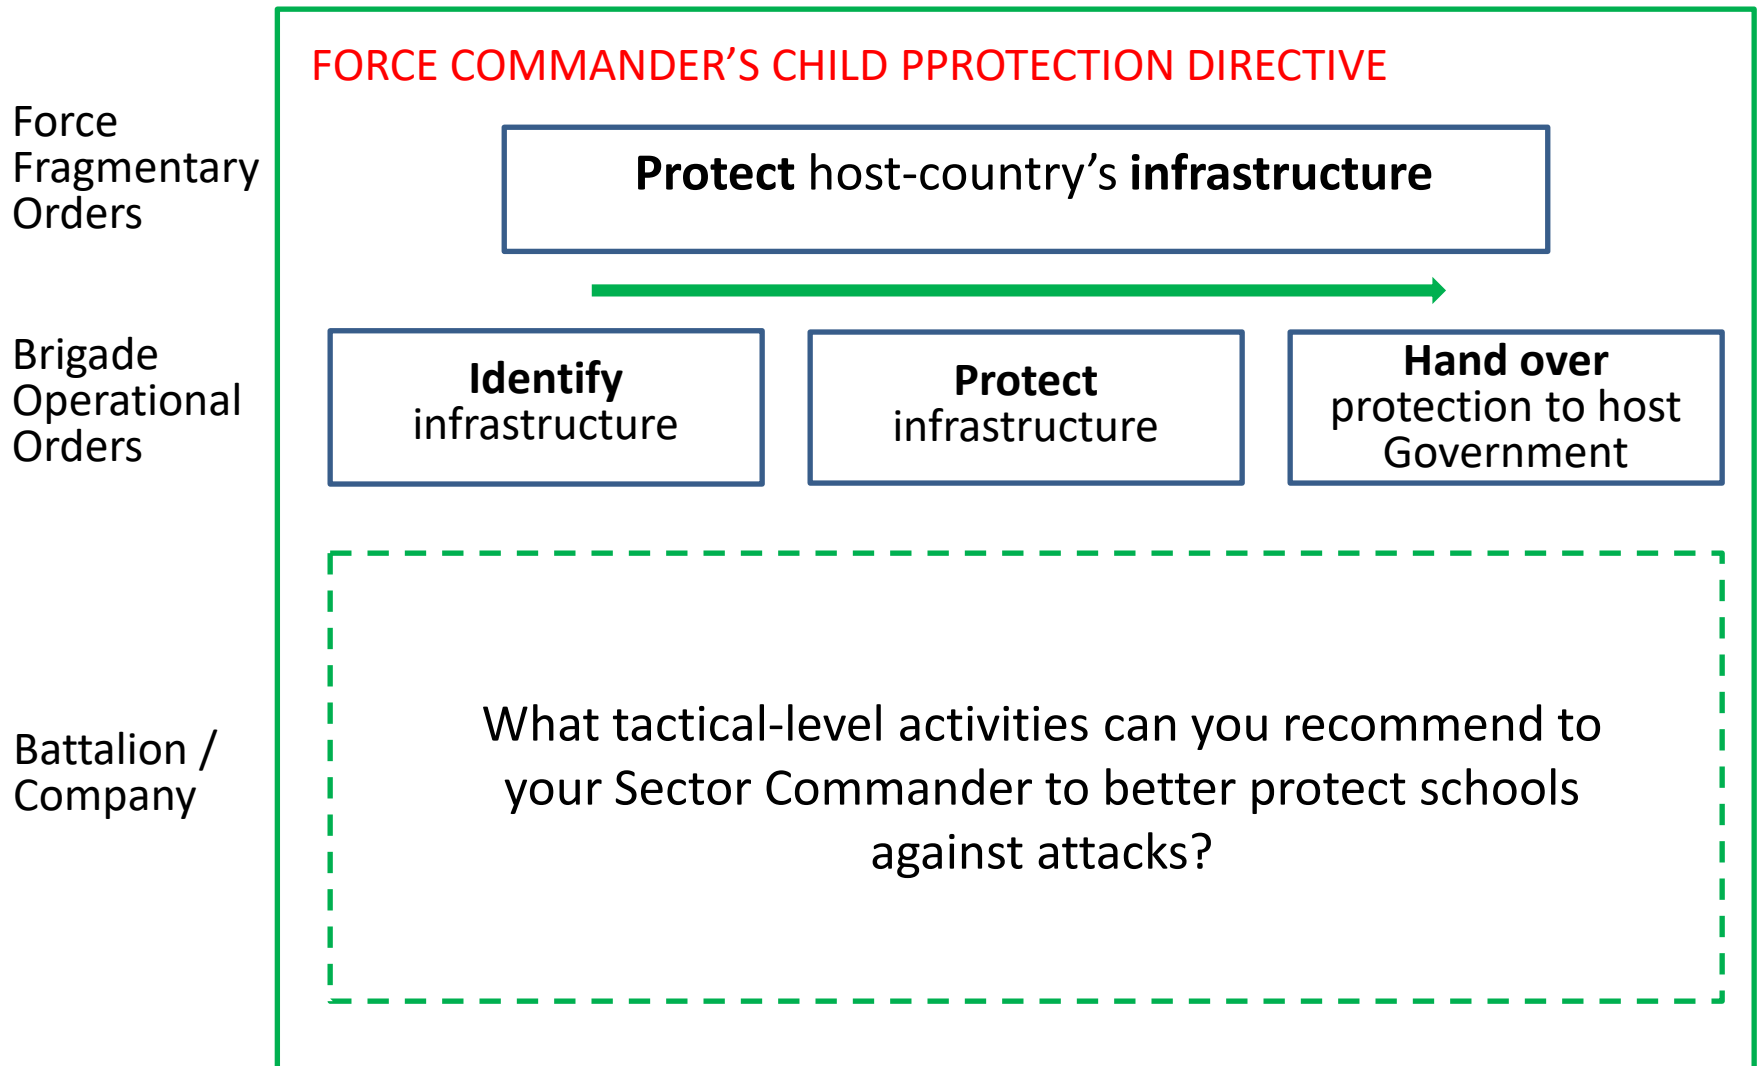 FORCE COMMANDER’S CHILD PPROTECTION DIRECTIVE
Force
Fragmentary
Orders
Protect host-country’s infrastructure
Brigade
Operational
Orders
Identify
infrastructure
Protect
infrastructure
Hand over
protection to host
Government
Battalion /
Company
What tactical-level activities can you recommend to
your Sector Commander to better protect schools
against attacks?